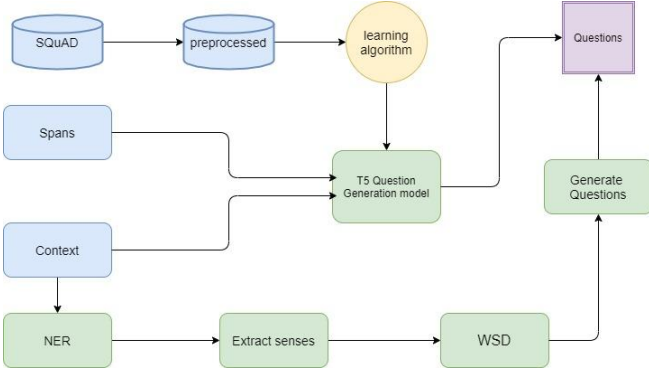 SQuAD
preprocessed
learning
algorithm
Questions
Spans
T5 Question
Generation model
Generate
Questions
Context
NER
Extract senses
WSD